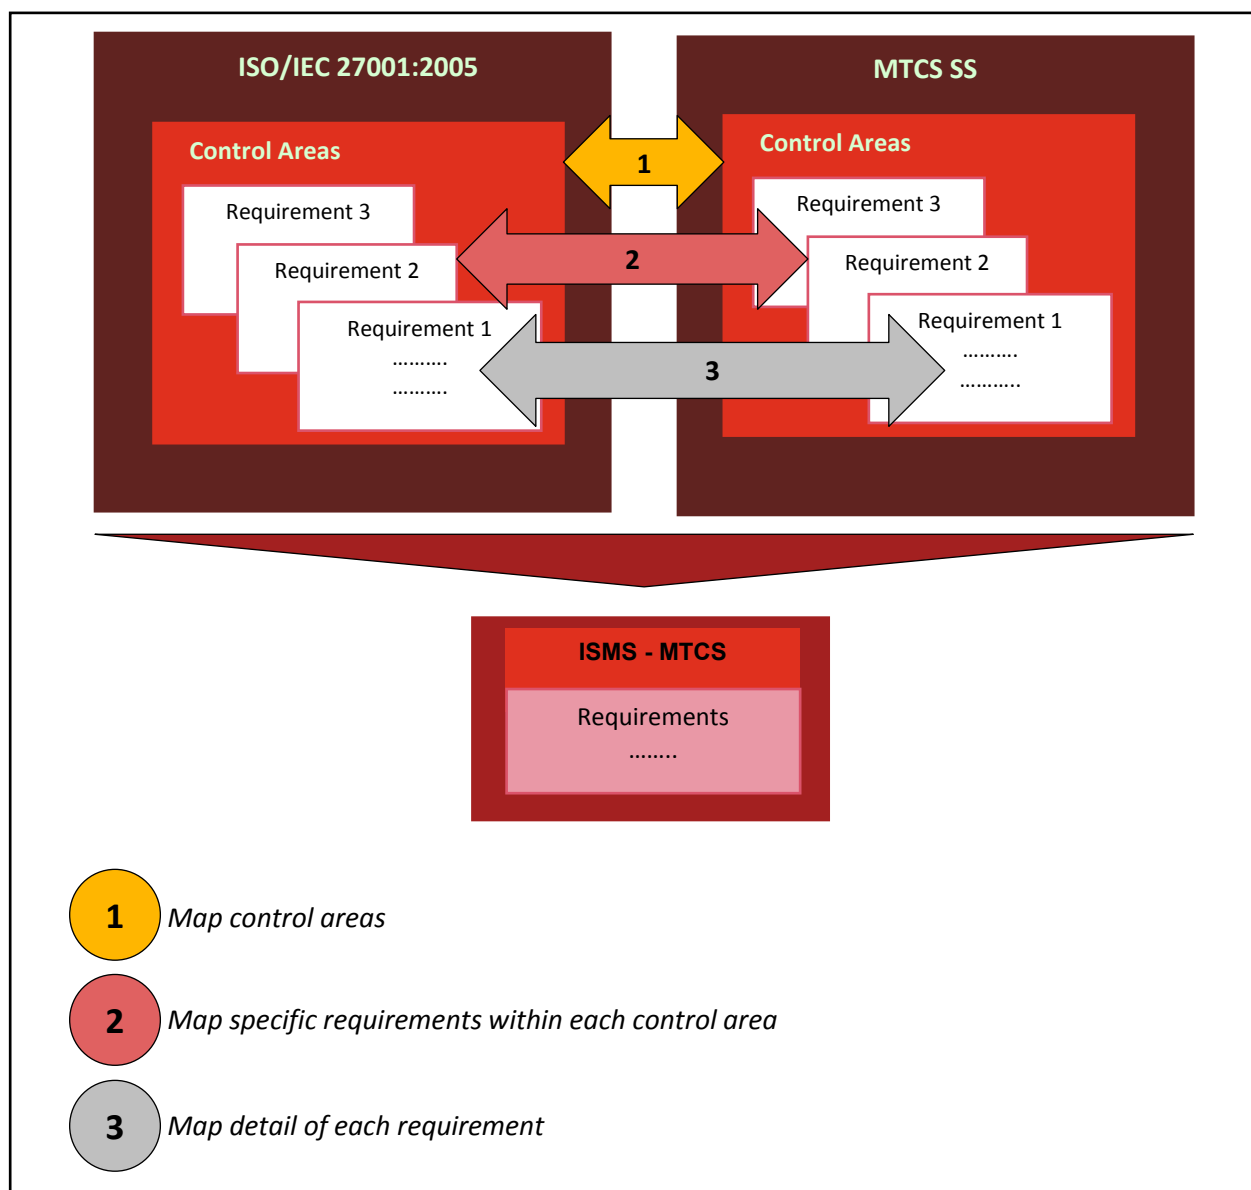 ISO/IEC 27001:2005
Control Areas
Requirement 3
Requirement 2
Requirement 1
..........
..........
MTCS SS
Control Areas
Requirement 3
Requirement 2
Requirement 1
..........
...........
1
2
3
ISMS - MTCS
Requirements
........
1 Map control areas
2 Map specific requirements within each control area
3 Map detail of each requirement